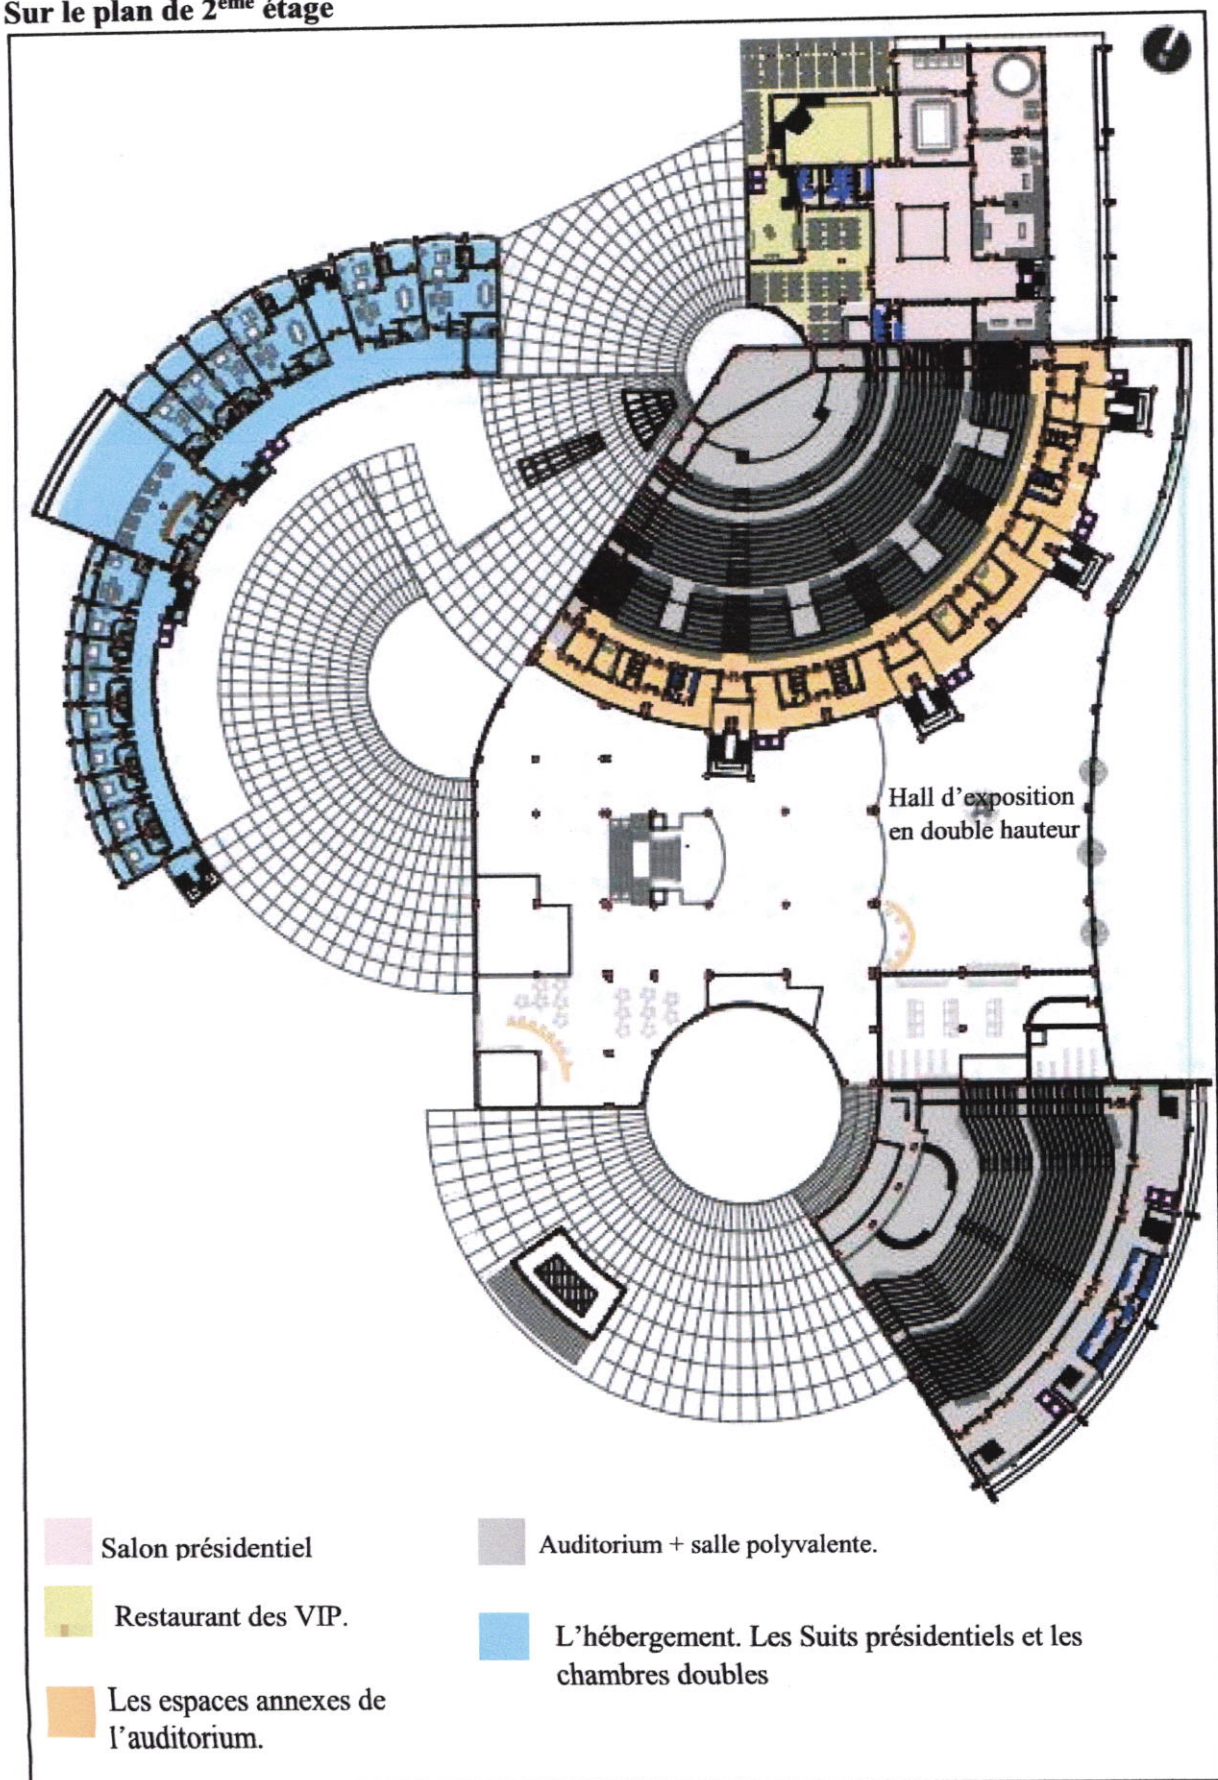 Sur le plan de 2ème étage
Hall d'exposition
en double hauteur
Salon présidentiel
Auditorium + salle polyvalente.
Restaurant des VIP.
L'hébergement. Les Suits présidentiels et les
chambres doubles
Les espaces annexes de
l'auditorium.